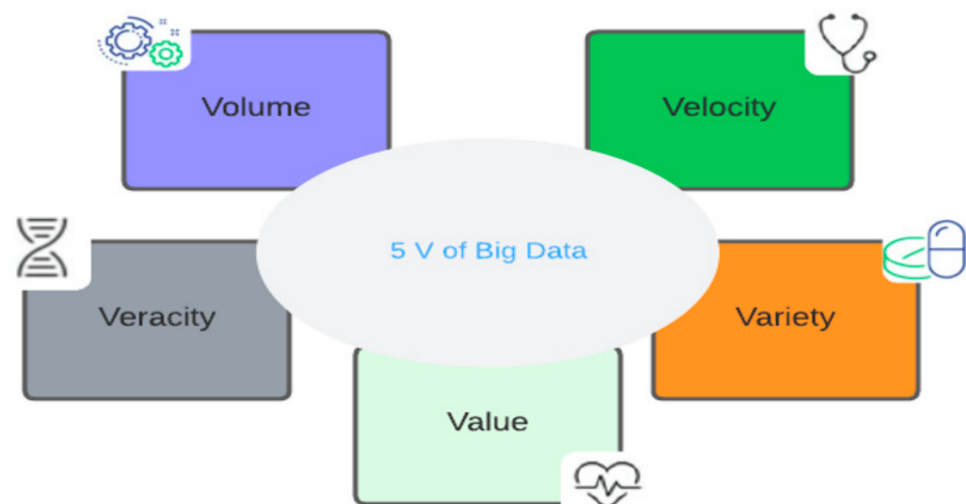 Volume
Velocity
5 V of Big Data
Veracity
Variety
Value